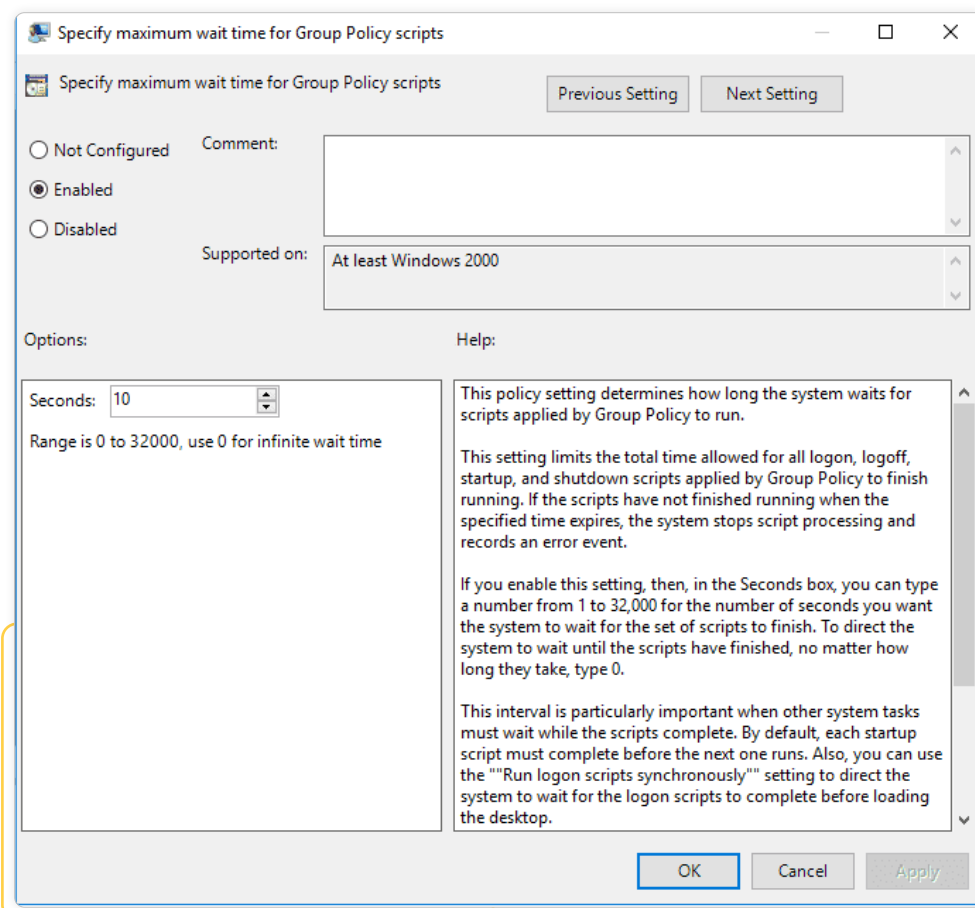 Specify maximum wait time for Group Policy scripts
Specify maximum wait time for Group Policy scripts
Previous Setting
Next Setting
Not Configured
Comment:
Enabled
Disabled
Supported on:
At least Windows 2000
Options:
Help:
Seconds:
10
Range is 0 to 32000, use 0 for infinite wait time
This policy setting determines how long the system waits for
scripts applied by Group Policy to run.
This setting limits the total time allowed for all logon, logoff,
startup, and shutdown scripts applied by Group Policy to finish
running. If the scripts have not finished running when the
specified time expires, the system stops script processing and
records an error event.
If you enable this setting, then, in the Seconds box, you can type
a number from 1 to 32,000 for the number of seconds you want
the system to wait for the set of scripts to finish. To direct the
system to wait until the scripts have finished, no matter how
long they take, type 0.
This interval is particularly important when other system tasks
must wait while the scripts complete. By default, each startup
script must complete before the next one runs. Also, you can use
the ""Run logon scripts synchronously"" setting to direct the
system to wait for the logon scripts to complete before loading
the desktop.
OK
Cancel
Apply